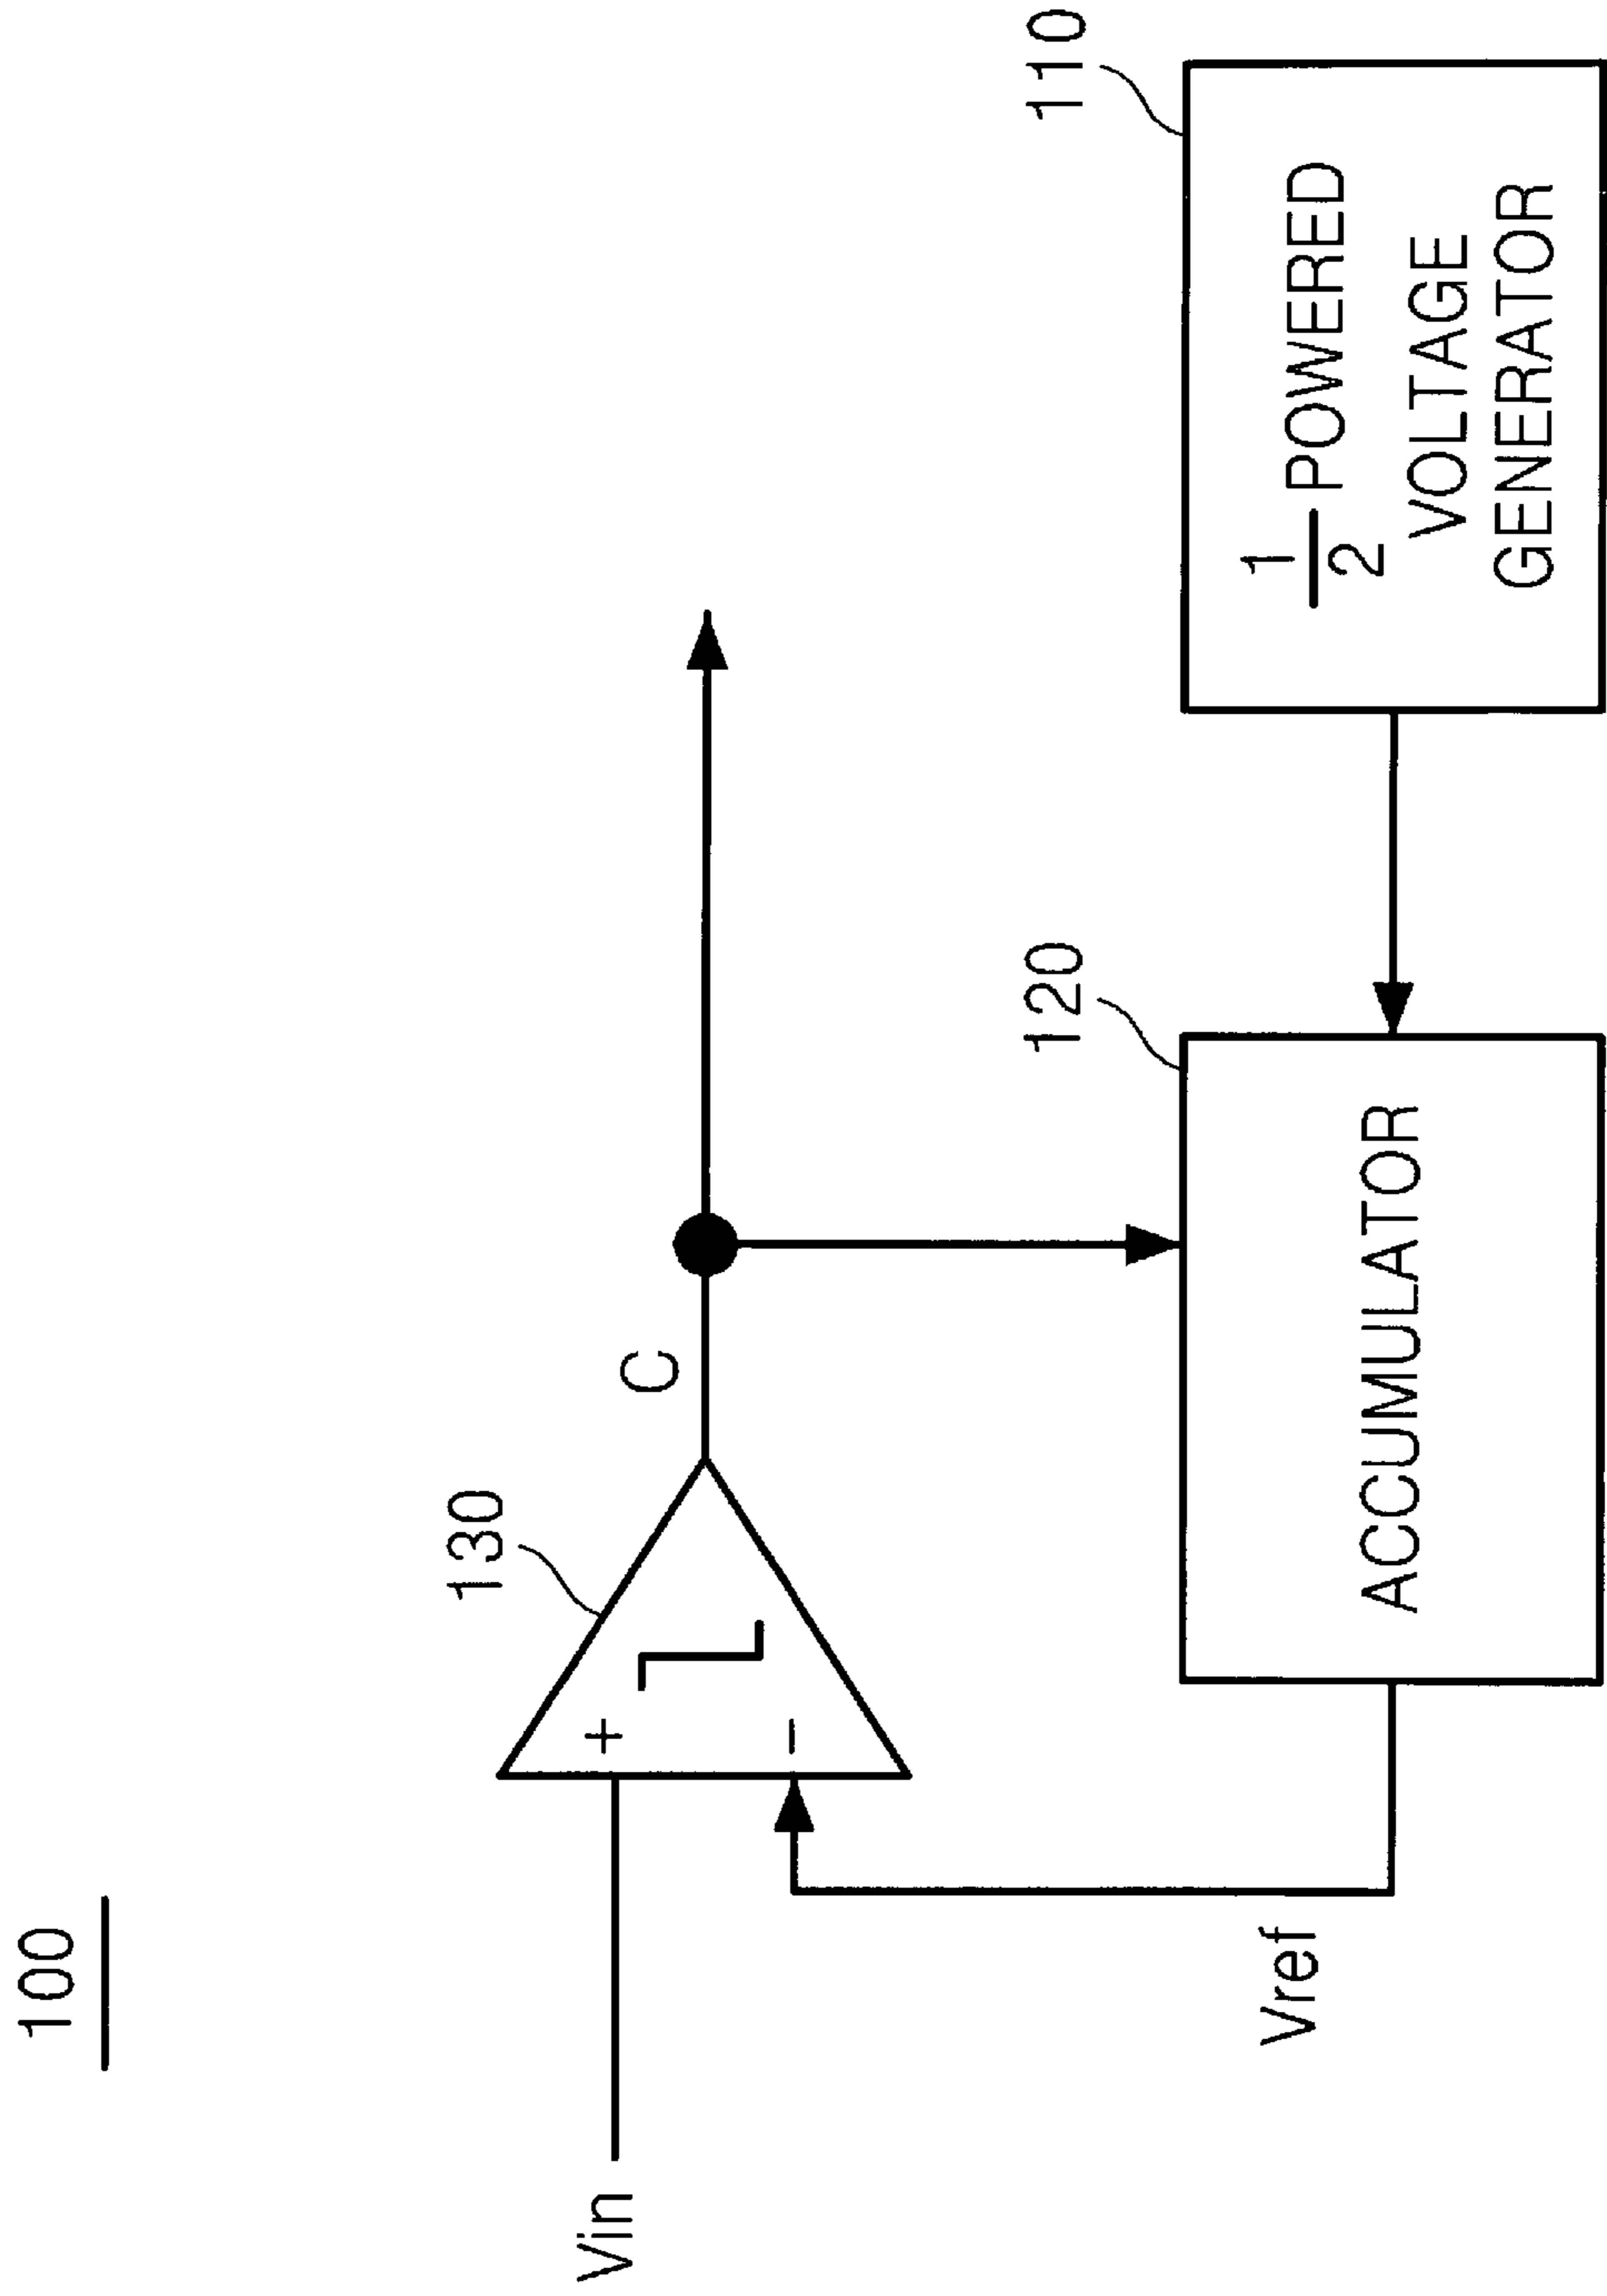 100
130
Vin
+
−
C
Vref
120
ACCUMULATOR
110
1/2 POWERED
VOLTAGE
GENERATOR